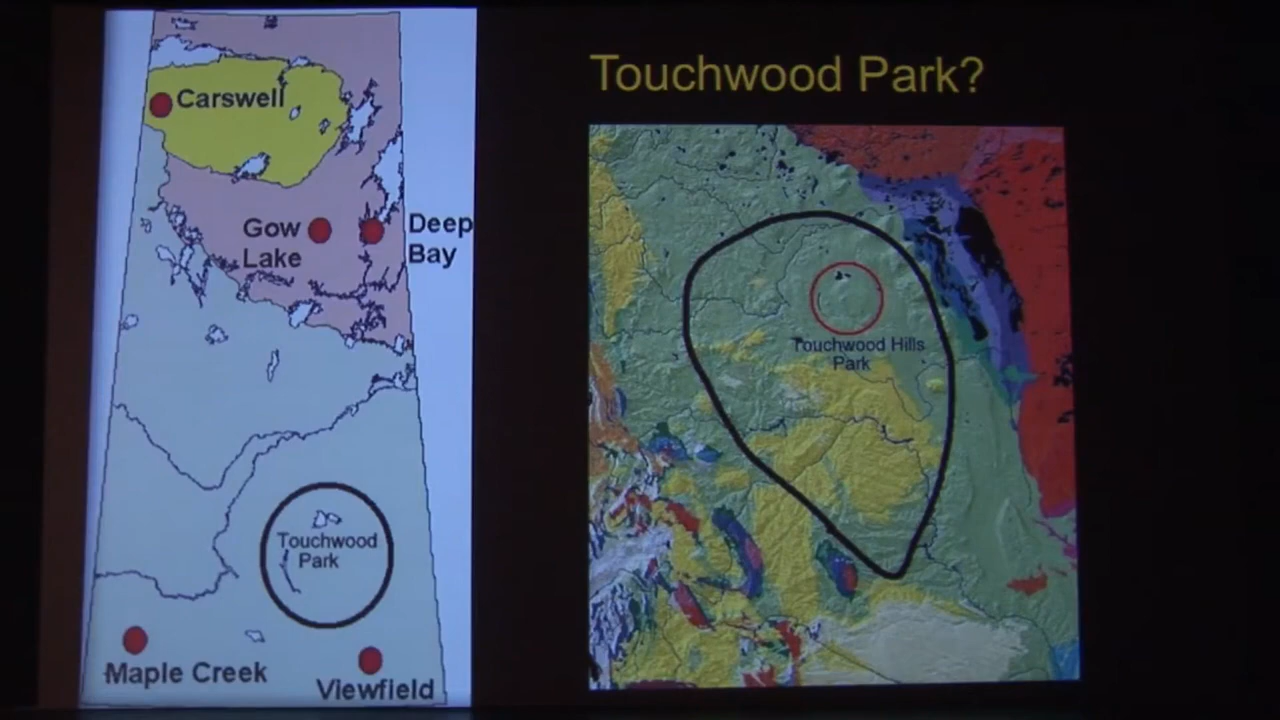 Touchwood Park?
Carswell
Gow
Lake
Deep
Bay
Touchwood
Park
Maple Creek
Viewfield
Touchwood Hills
Park